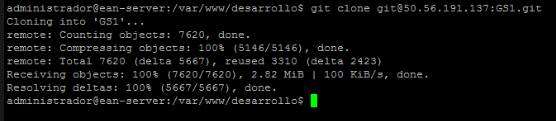 administrador@ean-server:/var/www/desarrollo$ git clone git@50.56.191.137:GS1.git
Cloning into 'GS1'...
remote: Counting objects: 7620, done.
remote: Compressing objects: 100% (5146/5146), done.
remote: Total 7620 (delta 5667), reused 3310 (delta 2423)
Receiving objects: 100% (7620/7620), 2.82 MiB | 100 KiB/s, done.
Resolving deltas: 100% (5667/5667), done.
administrador@ean-server:/var/www/desarrollo$